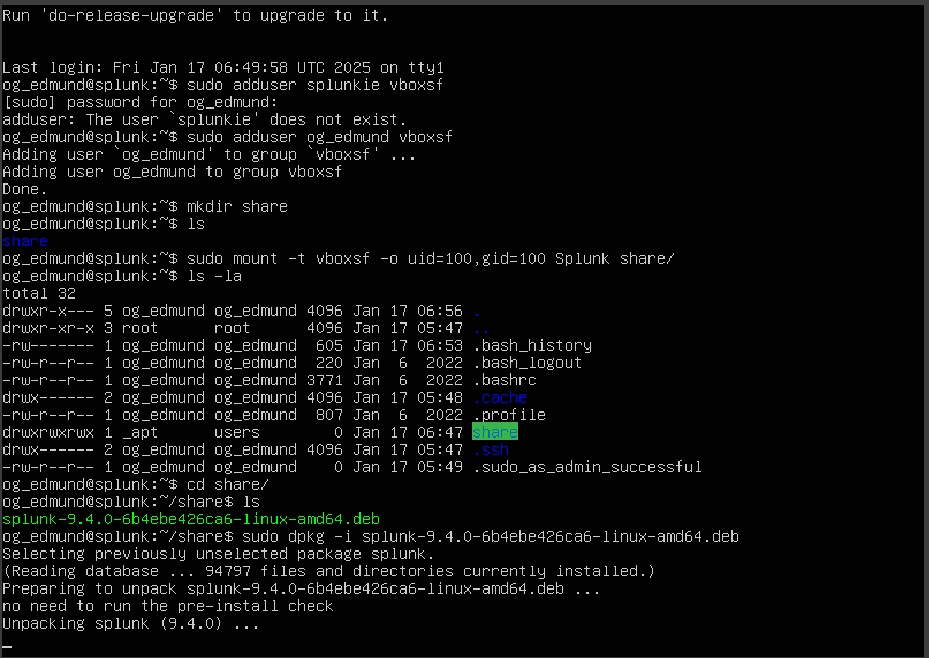 Run 'do-release-upgrade' to upgrade to it.
Last login: Fri Jan 17 06:49:58 UTC 2025 on tty1
og_edmund@splunk:~$ sudo adduser splunkie vboxsf
[sudo] password for og_edmund:
adduser: The user `splunkie' does not exist.
og_edmund@splunk:~$ sudo adduser og_edmund vboxsf
Adding user `og_edmund' to group `vboxsf' ...
Adding user og_edmund to group vboxsf
Done.
og_edmund@splunk:~$ mkdir share
og_edmund@splunk:~$ ls
share
og_edmund@splunk:~$ sudo mount -t vboxsf -o uid=100,gid=100 Splunk share/
og_edmund@splunk:~$ ls -la
total 32
drwxr-x--- 5 og_edmund og_edmund 4096 Jan 17 06:56 .
drwxr-xr-x 3 root      root      4096 Jan 17 05:47 ..
-rw------- 1 og_edmund og_edmund  605 Jan 17 06:53 .bash_history
-rw-r--r-- 1 og_edmund og_edmund  220 Jan  6  2022 .bash_logout
-rw-r--r-- 1 og_edmund og_edmund 3771 Jan  6  2022 .bashrc
drwx------ 2 og_edmund og_edmund 4096 Jan 17 05:48 .cache
-rw-r--r-- 1 og_edmund og_edmund  807 Jan  6  2022 .profile
drwxrwxrwx 1 _apt      users        0 Jan 17 06:47 share
drwx------ 2 og_edmund og_edmund 4096 Jan 17 05:47 .ssh
-rw-r--r-- 1 og_edmund og_edmund    0 Jan 17 05:49 .sudo_as_admin_successful
og_edmund@splunk:~$ cd share/
og_edmund@splunk:~/share$ ls
splunk-9.4.0-6b4ebe426ca6-linux-amd64.deb
og_edmund@splunk:~/share$ sudo dpkg -i splunk-9.4.0-6b4ebe426ca6-linux-amd64.deb
Selecting previously unselected package splunk.
(Reading database ... 94797 files and directories currently installed.)
Preparing to unpack splunk-9.4.0-6b4ebe426ca6-linux-amd64.deb ...
no need to run the pre-install check
Unpacking splunk (9.4.0) ...